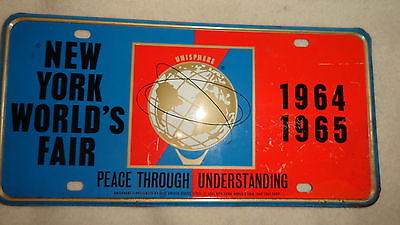 NEW
YORK
WORLD'S
FAIR
UNISPHERE
1964
1965
PEACE THROUGH UNDERSTANDING